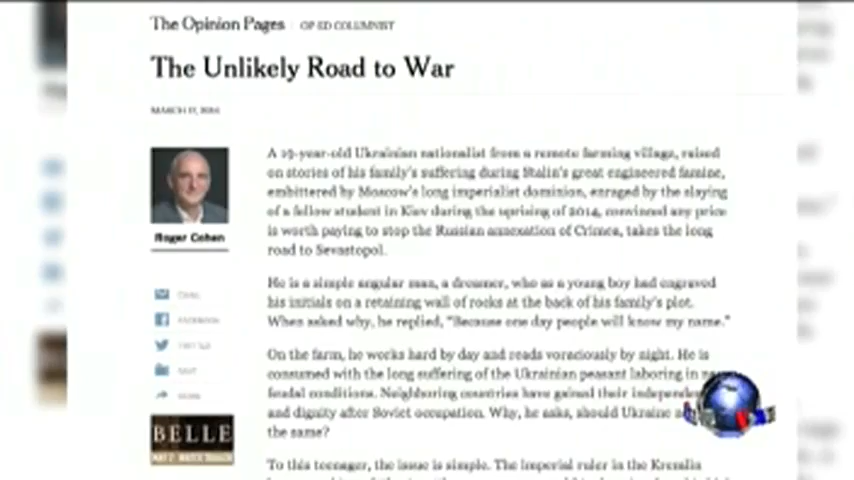 The Opinion Pages
OP-ED COLUMNIST
The Unlikely Road to War
MARCH 17, 2014
Roger Cohen
A 19-year-old Ukrainian nationalist from a remote farming village, raised
on stories of his family's suffering during Stalin's great engineered famine,
embittered by Moscow's long imperialist dominion, enraged by the slaying
of a fellow student in Kiev during the uprising of 2014, convinced any price
is worth paying to stop the Russian annexation of Crimea, takes the long
road to Sevastopol.
He is a simple angular man, a dreamer, who as a young boy had engraved
his initials on a retaining wall of rocks at the back of his family's plot.
When asked why, he replied, “Because one day people will know my name.”
On the farm, he works hard by day and reads voraciously by night. He is
consumed with the long suffering of the Ukrainian peasant laboring in
feudal conditions. Neighboring countries have gained their
and dignity after Soviet occupation. Why, he asks, should Ukraine
the same?
To this teenager, the issue is simple. The imperial ruler in the Kremlin
EMAIL
FACEBOOK
TWITTER
SAVE
MORE
BELLE